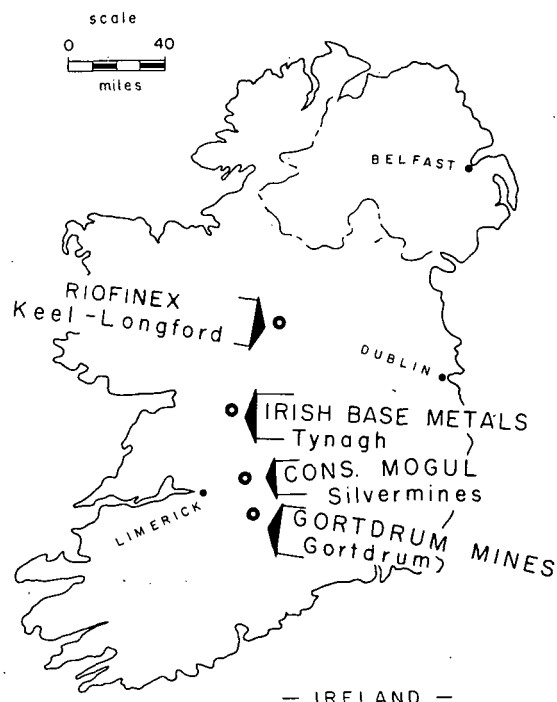 scale
0 40
miles
BELFAST
RIOFINEX
Keel-Longford
DUBLIN
IRISH BASE METALS
Tynagh
CONS. MOGUL
Silvermines
LIMERICK
GORTDRUM MINES
Gortdrum
— IRELAND —